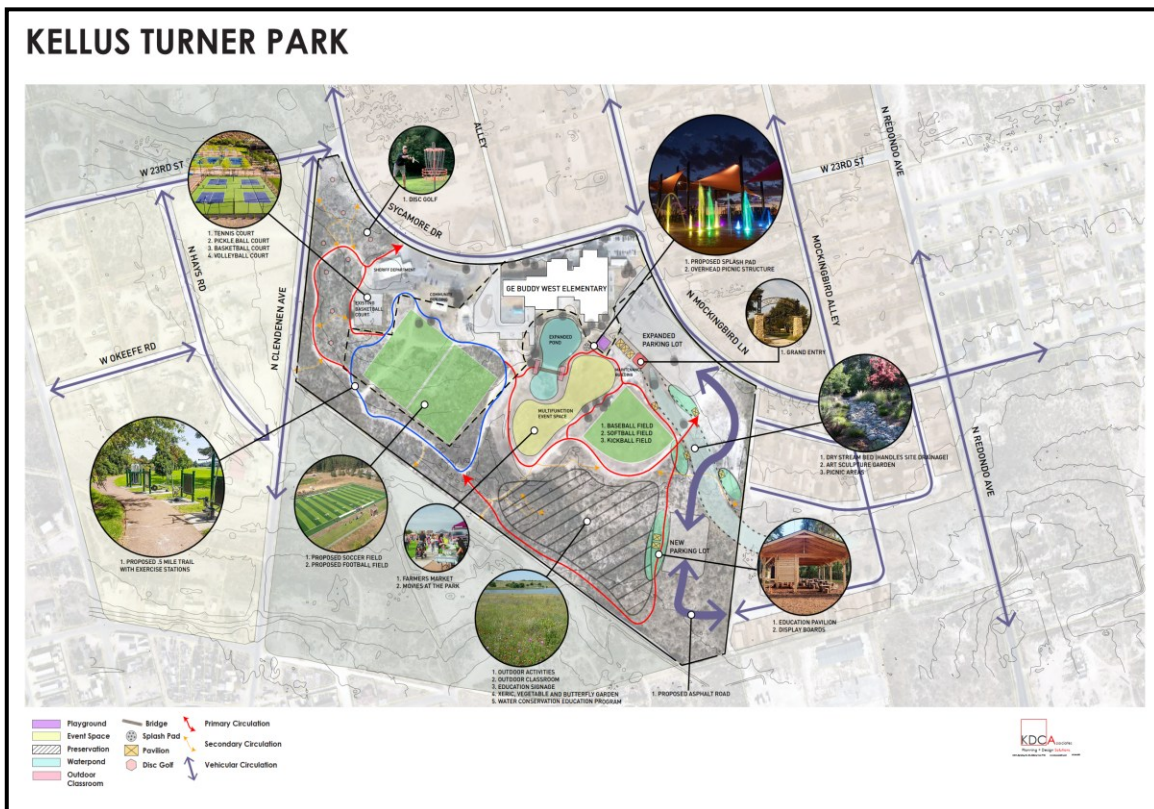 KELLUS TURNER PARK
W 23RD ST
ALLEY
N REDONDO AVE
W 23RD ST
1. DISC GOLF
SYCAMORE DR
1. TENNIS COURT
2. PICKLE BALL COURT
3. BASKETBALL COURT
4. VOLLEYBALL COURT
N HAYS RD
N CLENDENEN AVE
W OKEEFE RD
SHERIFF DEPARTMENT
EXISTING BASKETBALL COURT
GE BUDDY WEST ELEMENTARY
1. PROPOSED SPLASH PAD
2. OVERHEAD PICNIC STRUCTURE
MOCKINGBIRD ALLEY
N MOCKINGBIRD LN
EXPANDED POND
EXPANDED
PARKING LOT
1. GRAND ENTRY
MULTIFUNCTION
EVENT SPACE
1. BASEBALL FIELD
2. SOFTBALL FIELD
3. KICKBALL FIELD
N REDONDO AVE
1. DRY STREAM BED (HANDLES SITE DRAINAGE)
2. ART SCULPTURE GARDEN
3. PICNIC AREAS
1. PROPOSED .5 MILE TRAIL
WITH EXERCISE STATIONS
1. PROPOSED SOCCER FIELD
2. PROPOSED FOOTBALL FIELD
1. FARMERS MARKET
2. MOVIES AT THE PARK
NEW
PARKING LOT
1. EDUCATION PAVILION
2. DISPLAY BOARDS
1. OUTDOOR ACTIVITIES
2. OUTDOOR CLASSROOM
3. EDUCATION SIGNAGE
4. XERIC, VEGETABLE AND BUTTERFLY GARDEN
5. WATER CONSERVATION EDUCATION PROGRAM
1. PROPOSED ASPHALT ROAD
Playground
Event Space
Preservation
Waterpond
Outdoor
Classroom
Bridge
Splash Pad
Pavilion
Disc Golf
Primary Circulation
Secondary Circulation
Vehicular Circulation
KDCAssociates
Planning + Design Solutions